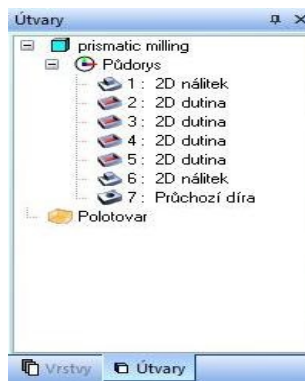 Útvary
prismatic milling
Půdorys
1 : 2D nálitek
2 : 2D dutina
3 : 2D dutina
4 : 2D dutina
5 : 2D dutina
6 : 2D nálitek
7 : Průchozí díra
Polotovar
Vrstvy Útvary